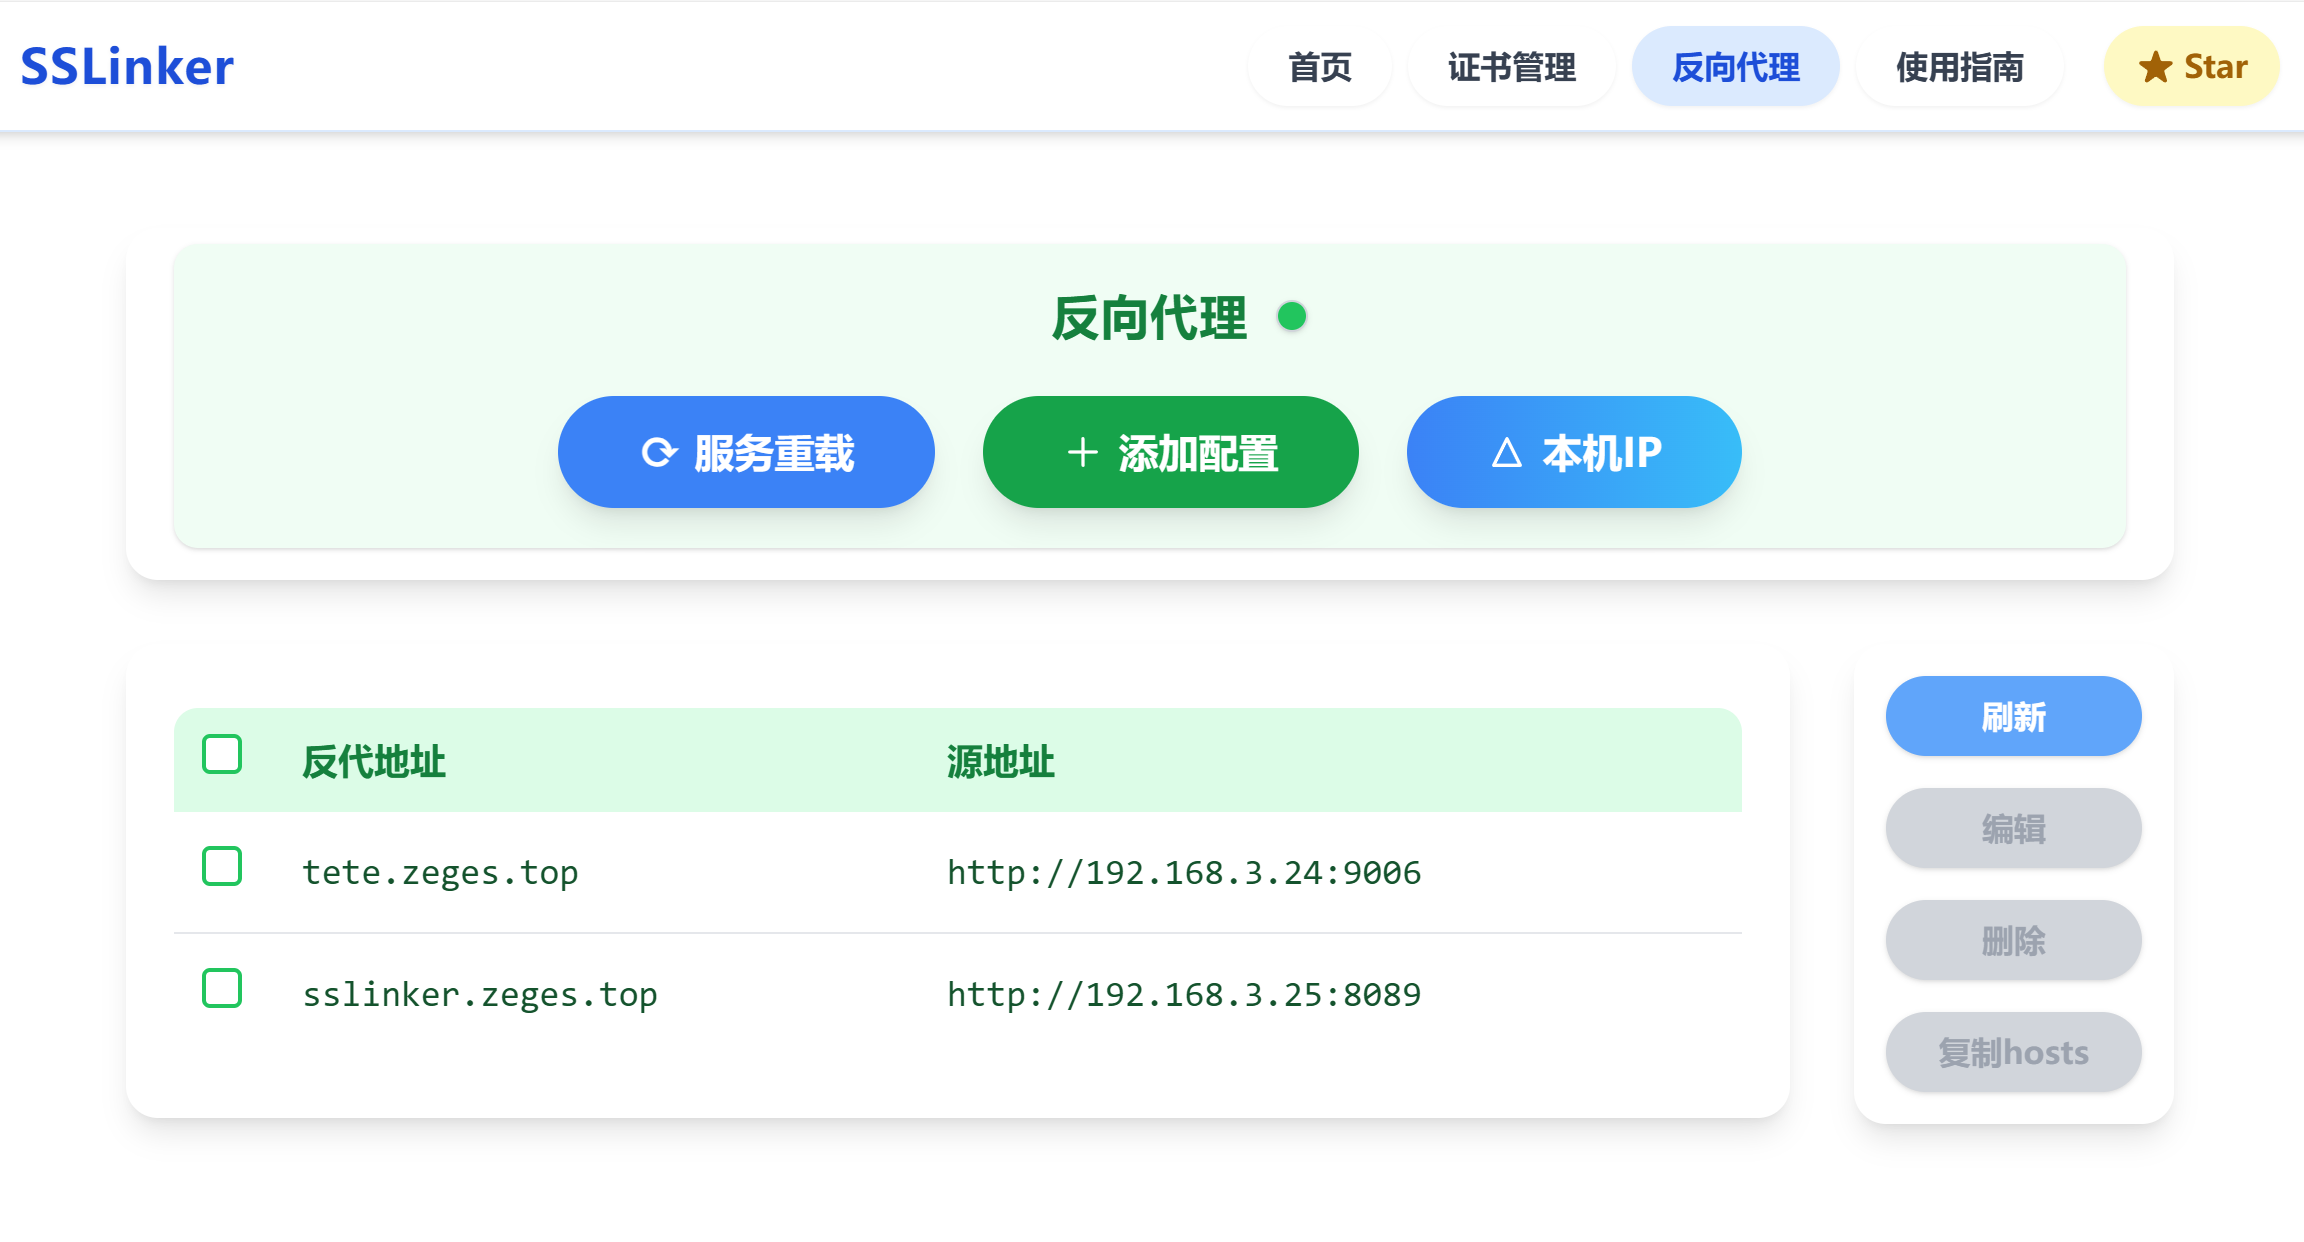 SSLinker
首页
证书管理
反向代理
使用指南
★ Star
反向代理
⟳ 服务重载
＋ 添加配置
△ 本机IP
反代地址 源地址
tete.zeges.top http://192.168.3.24:9006
sslinker.zeges.top http://192.168.3.25:8089
刷新
编辑
删除
复制hosts